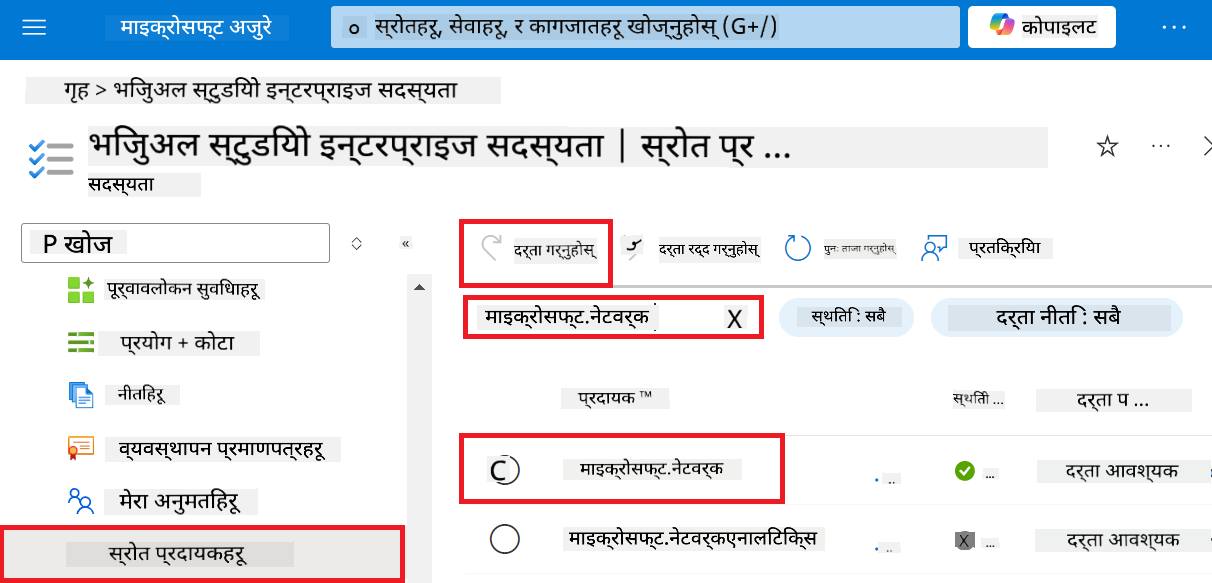 माइक्रोसफ्ट अजुरे
स्रोतहरू, सेवाहरू, र कागजातहरू खोज्नुहोस् (G+/)
कोपाइलट
गृह > भिजुअल स्टुडियो इन्टरप्राइज सदस्यता
भिजुअल स्टुडियो इन्टरप्राइज सदस्यता | स्रोत प्र ...
सदस्यता
P खोज
«
दर्ता गर्नुहोस्
दर्ता रद्द गर्नुहोस्
पुनः ताजा गर्नुहोस्
प्रतिक्रिया
पूर्वावलोकन सुविधाहरू
माइक्रोसफ्ट.नेटवर्क X
स्थिति: सबै
दर्ता नीति: सबै
प्रयोग + कोटा
नीतिहरू
प्रदायक ™
स्थिति ...
दर्ता प ...
व्यवस्थापन प्रमाणपत्रहरू
C माइक्रोसफ्ट.नेटवर्क
.. ...
दर्ता आवश्यक
मेरा अनुमतिहरू
स्रोत प्रदायकहरू
माइक्रोसफ्ट.नेटवर्कएनालिटिक्स
.. X ...
दर्ता आवश्यक